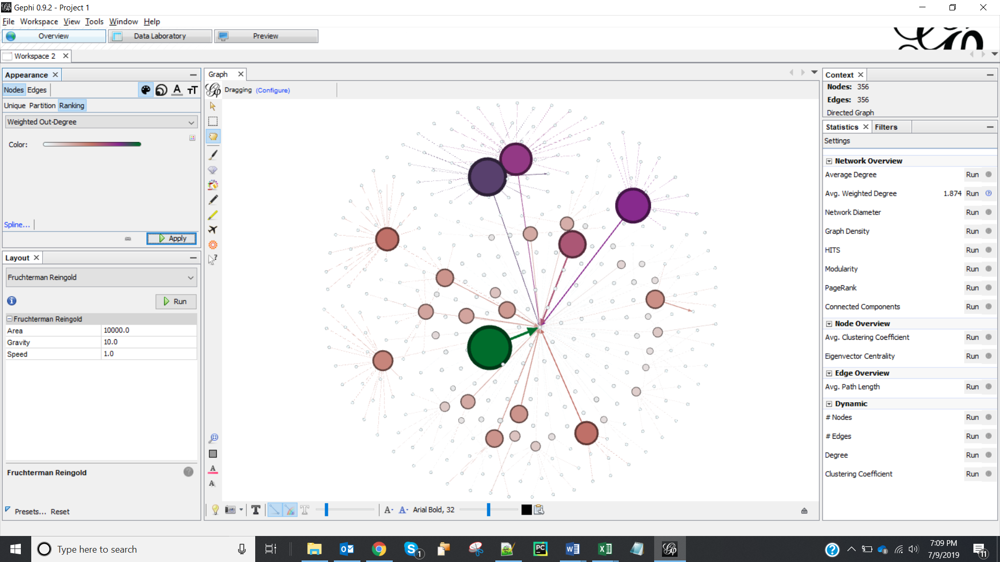 Gephi 0.9.2 - Project 1
File Workspace View Tools Window Help
Overview Data Laboratory Preview
Workspace 2
Appearance
Nodes Edges
Unique Partition Ranking
Weighted Out-Degree
Color:
Spline...
Apply
Layout
Fruchterman Reingold
Run
Fruchterman Reingold
Area 10000.0
Gravity 10.0
Speed 1.0
Fruchterman Reingold
Presets... Reset
Graph
Dragging (Configure)
Arial Bold, 32
Context
Nodes: 356
Edges: 356
Directed Graph
Statistics Filters
Settings
Network Overview
Average Degree Run
Avg. Weighted Degree 1.874 Run
Network Diameter Run
Graph Density Run
HITS Run
Modularity Run
PageRank Run
Connected Components Run
Node Overview
Avg. Clustering Coefficient Run
Eigenvector Centrality Run
Edge Overview
Avg. Path Length Run
Dynamic
# Nodes Run
# Edges Run
Degree Run
Clustering Coefficient Run
Type here to search
1
7:09 PM
7/9/2019
11